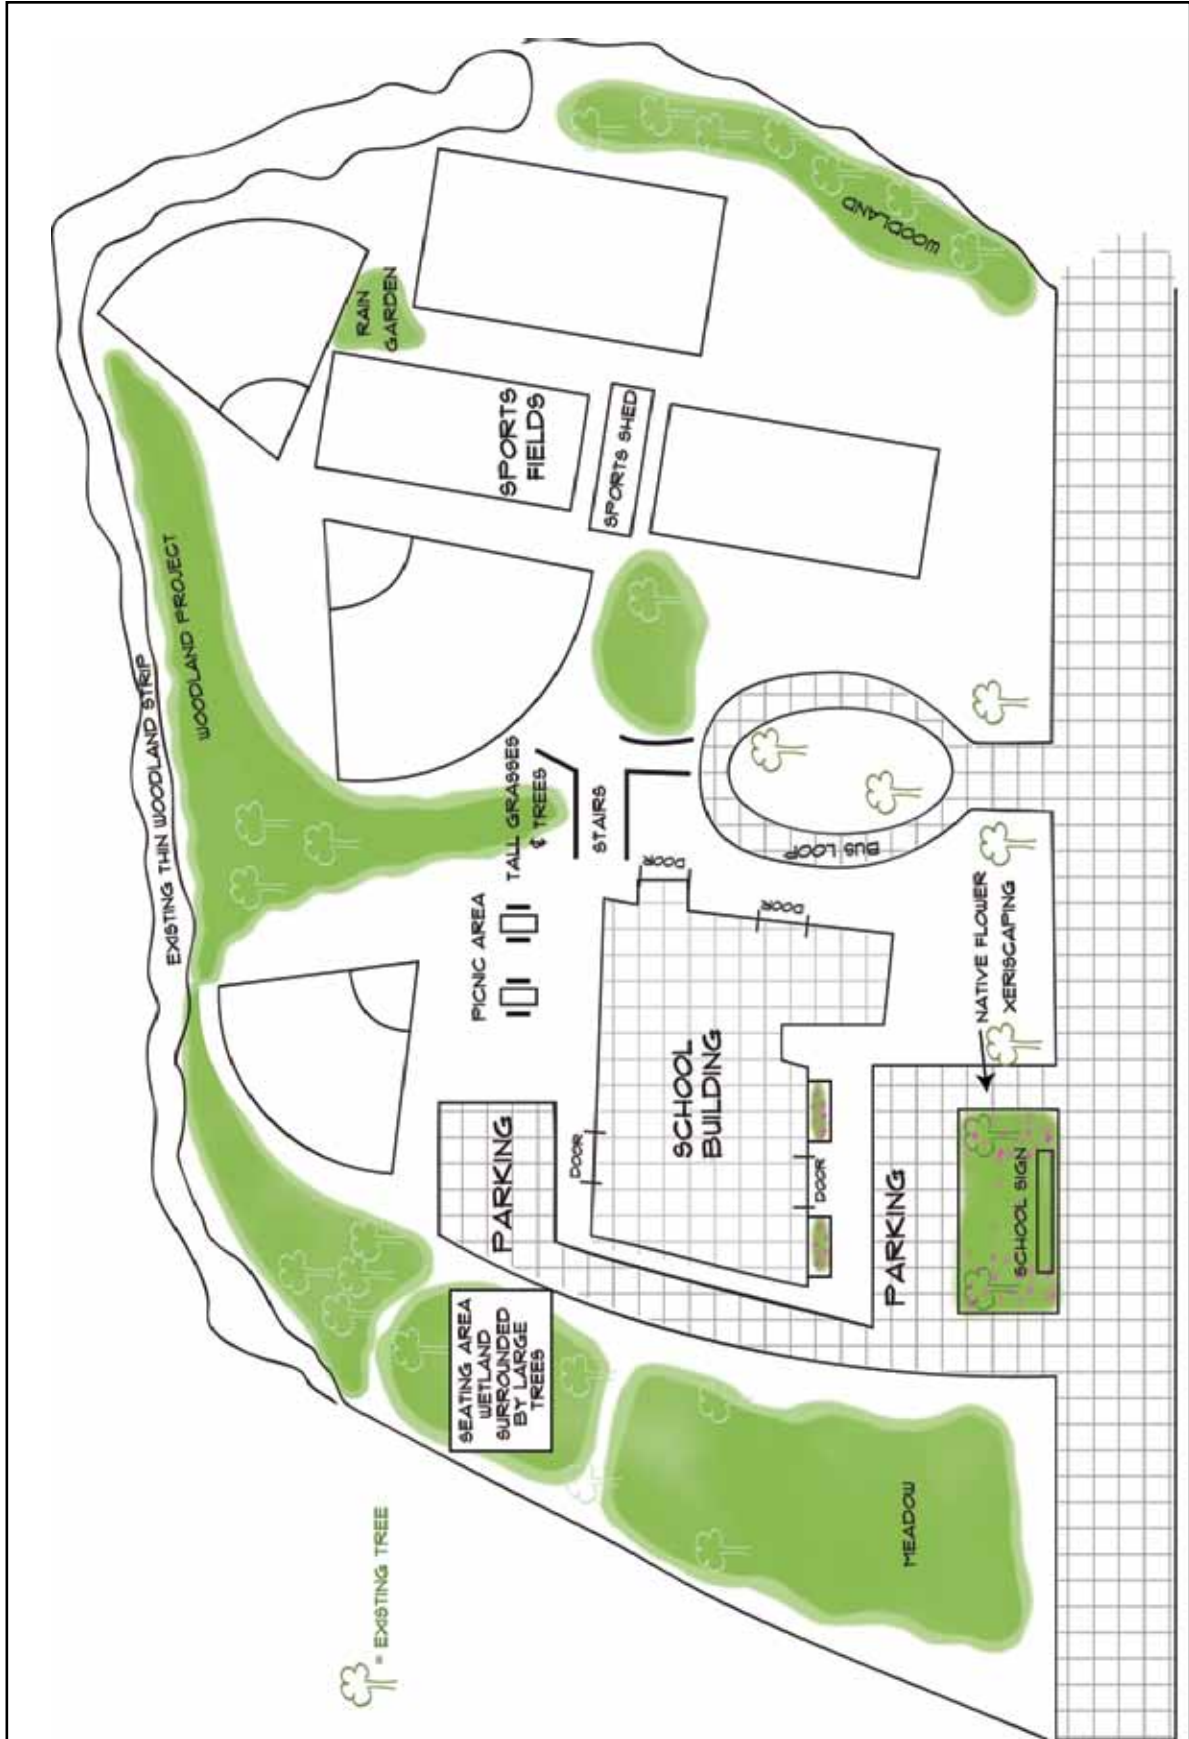 EXISTING THIN WOODLAND STRIP
WOODLAND PROJECT
RAIN
GARDEN
WOODLAND
SPORTS
FIELDS
SPORTS SHED
TALL GRASSES
& TREES
STAIRS
PICNIC AREA
BUS LOOP
DOOR
DOOR
NATIVE FLOWER
XERISCAPING
SCHOOL
BUILDING
DOOR
DOOR
PARKING
PARKING
SCHOOL SIGN
SEATING AREA
WETLAND
SURROUNDED
BY LARGE
TREES
MEADOW
= EXISTING TREE